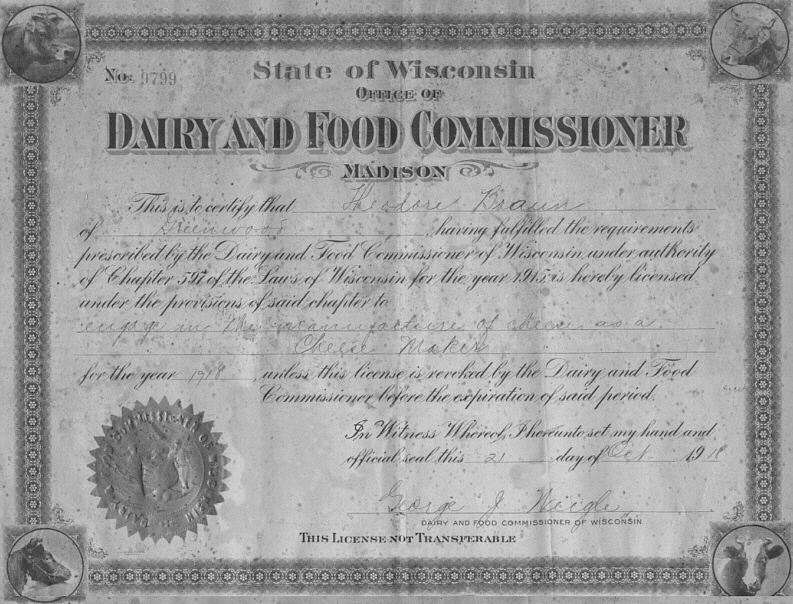 No. 9799
State of Wisconsin
OFFICE OF
DAIRY AND FOOD COMMISSIONER
MADISON
This is to certify that Theodore Braun
of Greenwood, having fulfilled the requirements
prescribed by the Dairy and Food Commissioner of Wisconsin, under authority
of Chapter 597 of the Laws of Wisconsin for the year 1915, is hereby licensed
under the provisions of said chapter to
engage in the manufacture of cheese as a
Cheese Maker
for the year 1918 unless this license is revoked by the Dairy and Food
Commissioner before the expiration of said period.
In Witness Whereof, I hereunto set my hand and
official seal this 21 day of Oct 1918
George J Weigle
DAIRY AND FOOD COMMISSIONER OF WISCONSIN.
THIS LICENSE NOT TRANSFERABLE